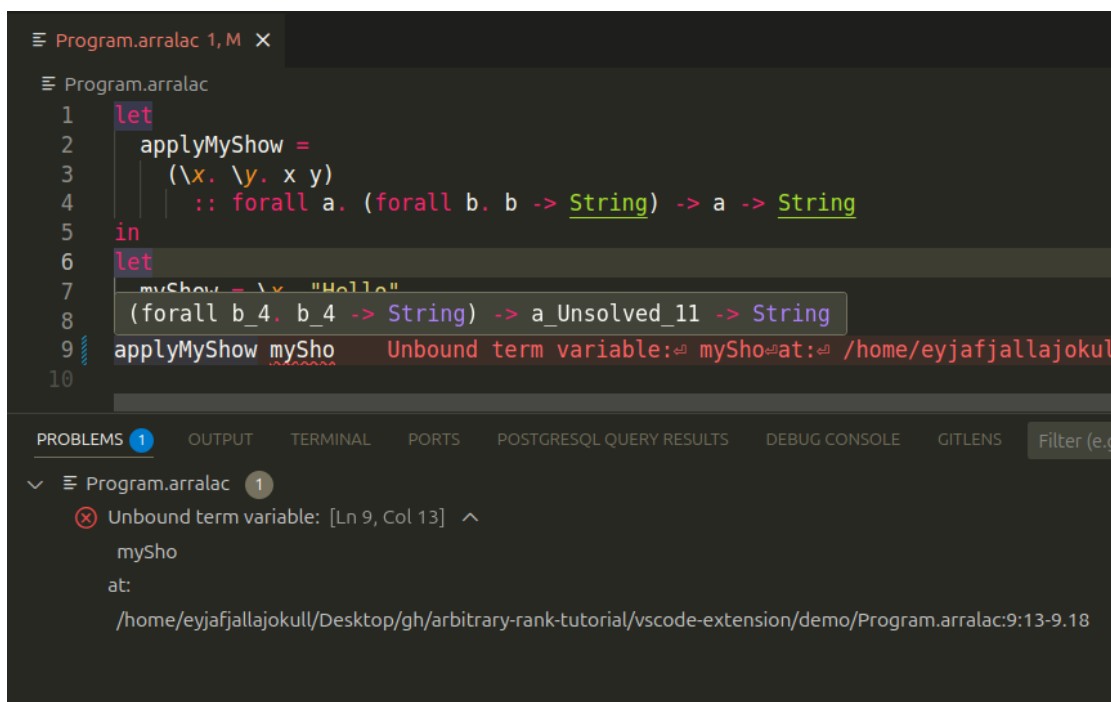 Program.arralac 1, M
Program.arralac
1 let
2 applyMyShow =
3 (\x. \y. x y)
4 :: forall a. (forall b. b -> String) -> a -> String
5 in
6 let
7 myShow = \x. "Hello"
(forall b_4. b_4 -> String) -> a_Unsolved_11 -> String
8
9 applyMyShow mySho Unbound term variable:⏎ mySho⏎at:⏎ /home/eyjafjallajokul
10
PROBLEMS 1 OUTPUT TERMINAL PORTS POSTGRESQL QUERY RESULTS DEBUG CONSOLE GITLENS Filter (e.g
Program.arralac 1
Unbound term variable: [Ln 9, Col 13]
mySho
at:
/home/eyjafjallajokull/Desktop/gh/arbitrary-rank-tutorial/vscode-extension/demo/Program.arralac:9:13-9.18